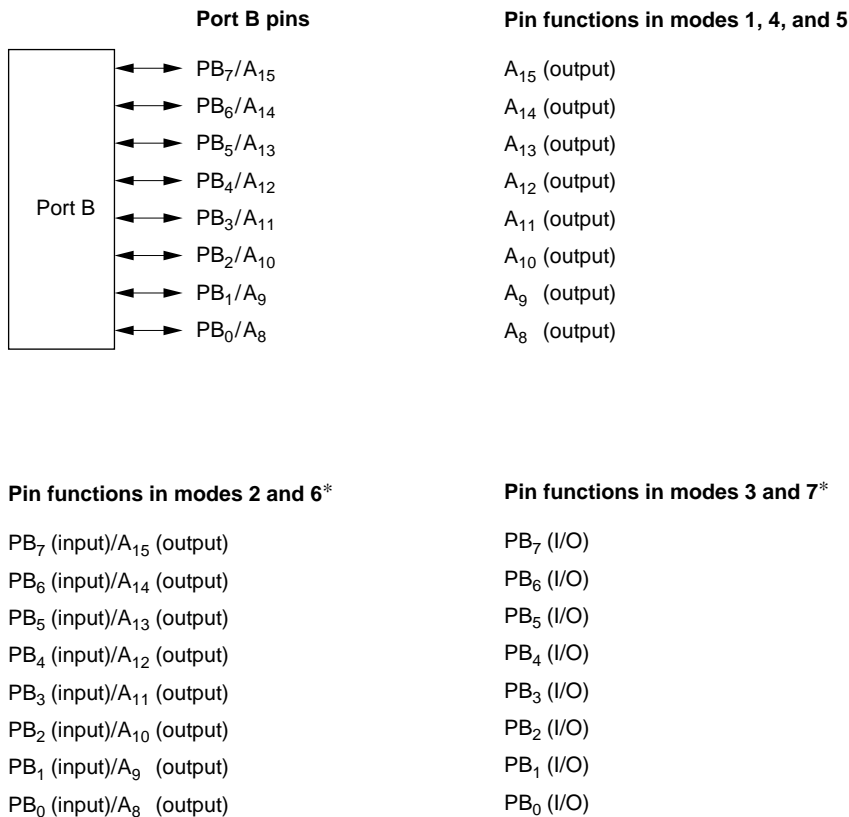 Port B pins Pin functions in modes 1, 4, and 5
Port B
PB₇/A₁₅ A₁₅ (output)
PB₆/A₁₄ A₁₄ (output)
PB₅/A₁₃ A₁₃ (output)
PB₄/A₁₂ A₁₂ (output)
PB₃/A₁₁ A₁₁ (output)
PB₂/A₁₀ A₁₀ (output)
PB₁/A₉ A₉ (output)
PB₀/A₈ A₈ (output)
Pin functions in modes 2 and 6*
PB₇ (input)/A₁₅ (output)
PB₆ (input)/A₁₄ (output)
PB₅ (input)/A₁₃ (output)
PB₄ (input)/A₁₂ (output)
PB₃ (input)/A₁₁ (output)
PB₂ (input)/A₁₀ (output)
PB₁ (input)/A₉ (output)
PB₀ (input)/A₈ (output)
Pin functions in modes 3 and 7*
PB₇ (I/O)
PB₆ (I/O)
PB₅ (I/O)
PB₄ (I/O)
PB₃ (I/O)
PB₂ (I/O)
PB₁ (I/O)
PB₀ (I/O)